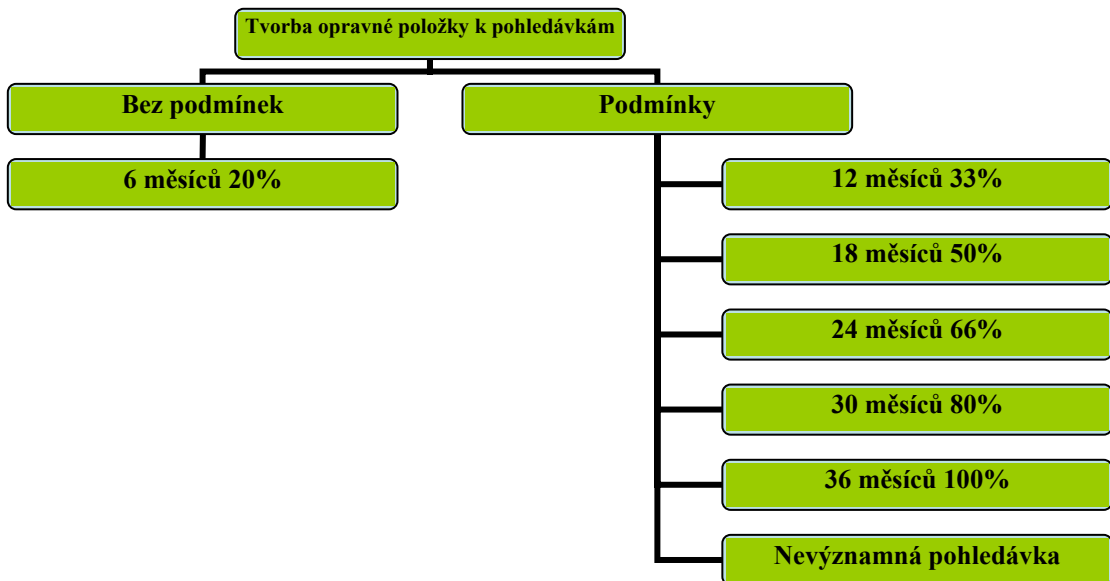 Tvorba opravné položky k pohledávkám
Bez podmínek
Podmínky
6 měsíců 20%
12 měsíců 33%
18 měsíců 50%
24 měsíců 66%
30 měsíců 80%
36 měsíců 100%
Nevýznamná pohledávka